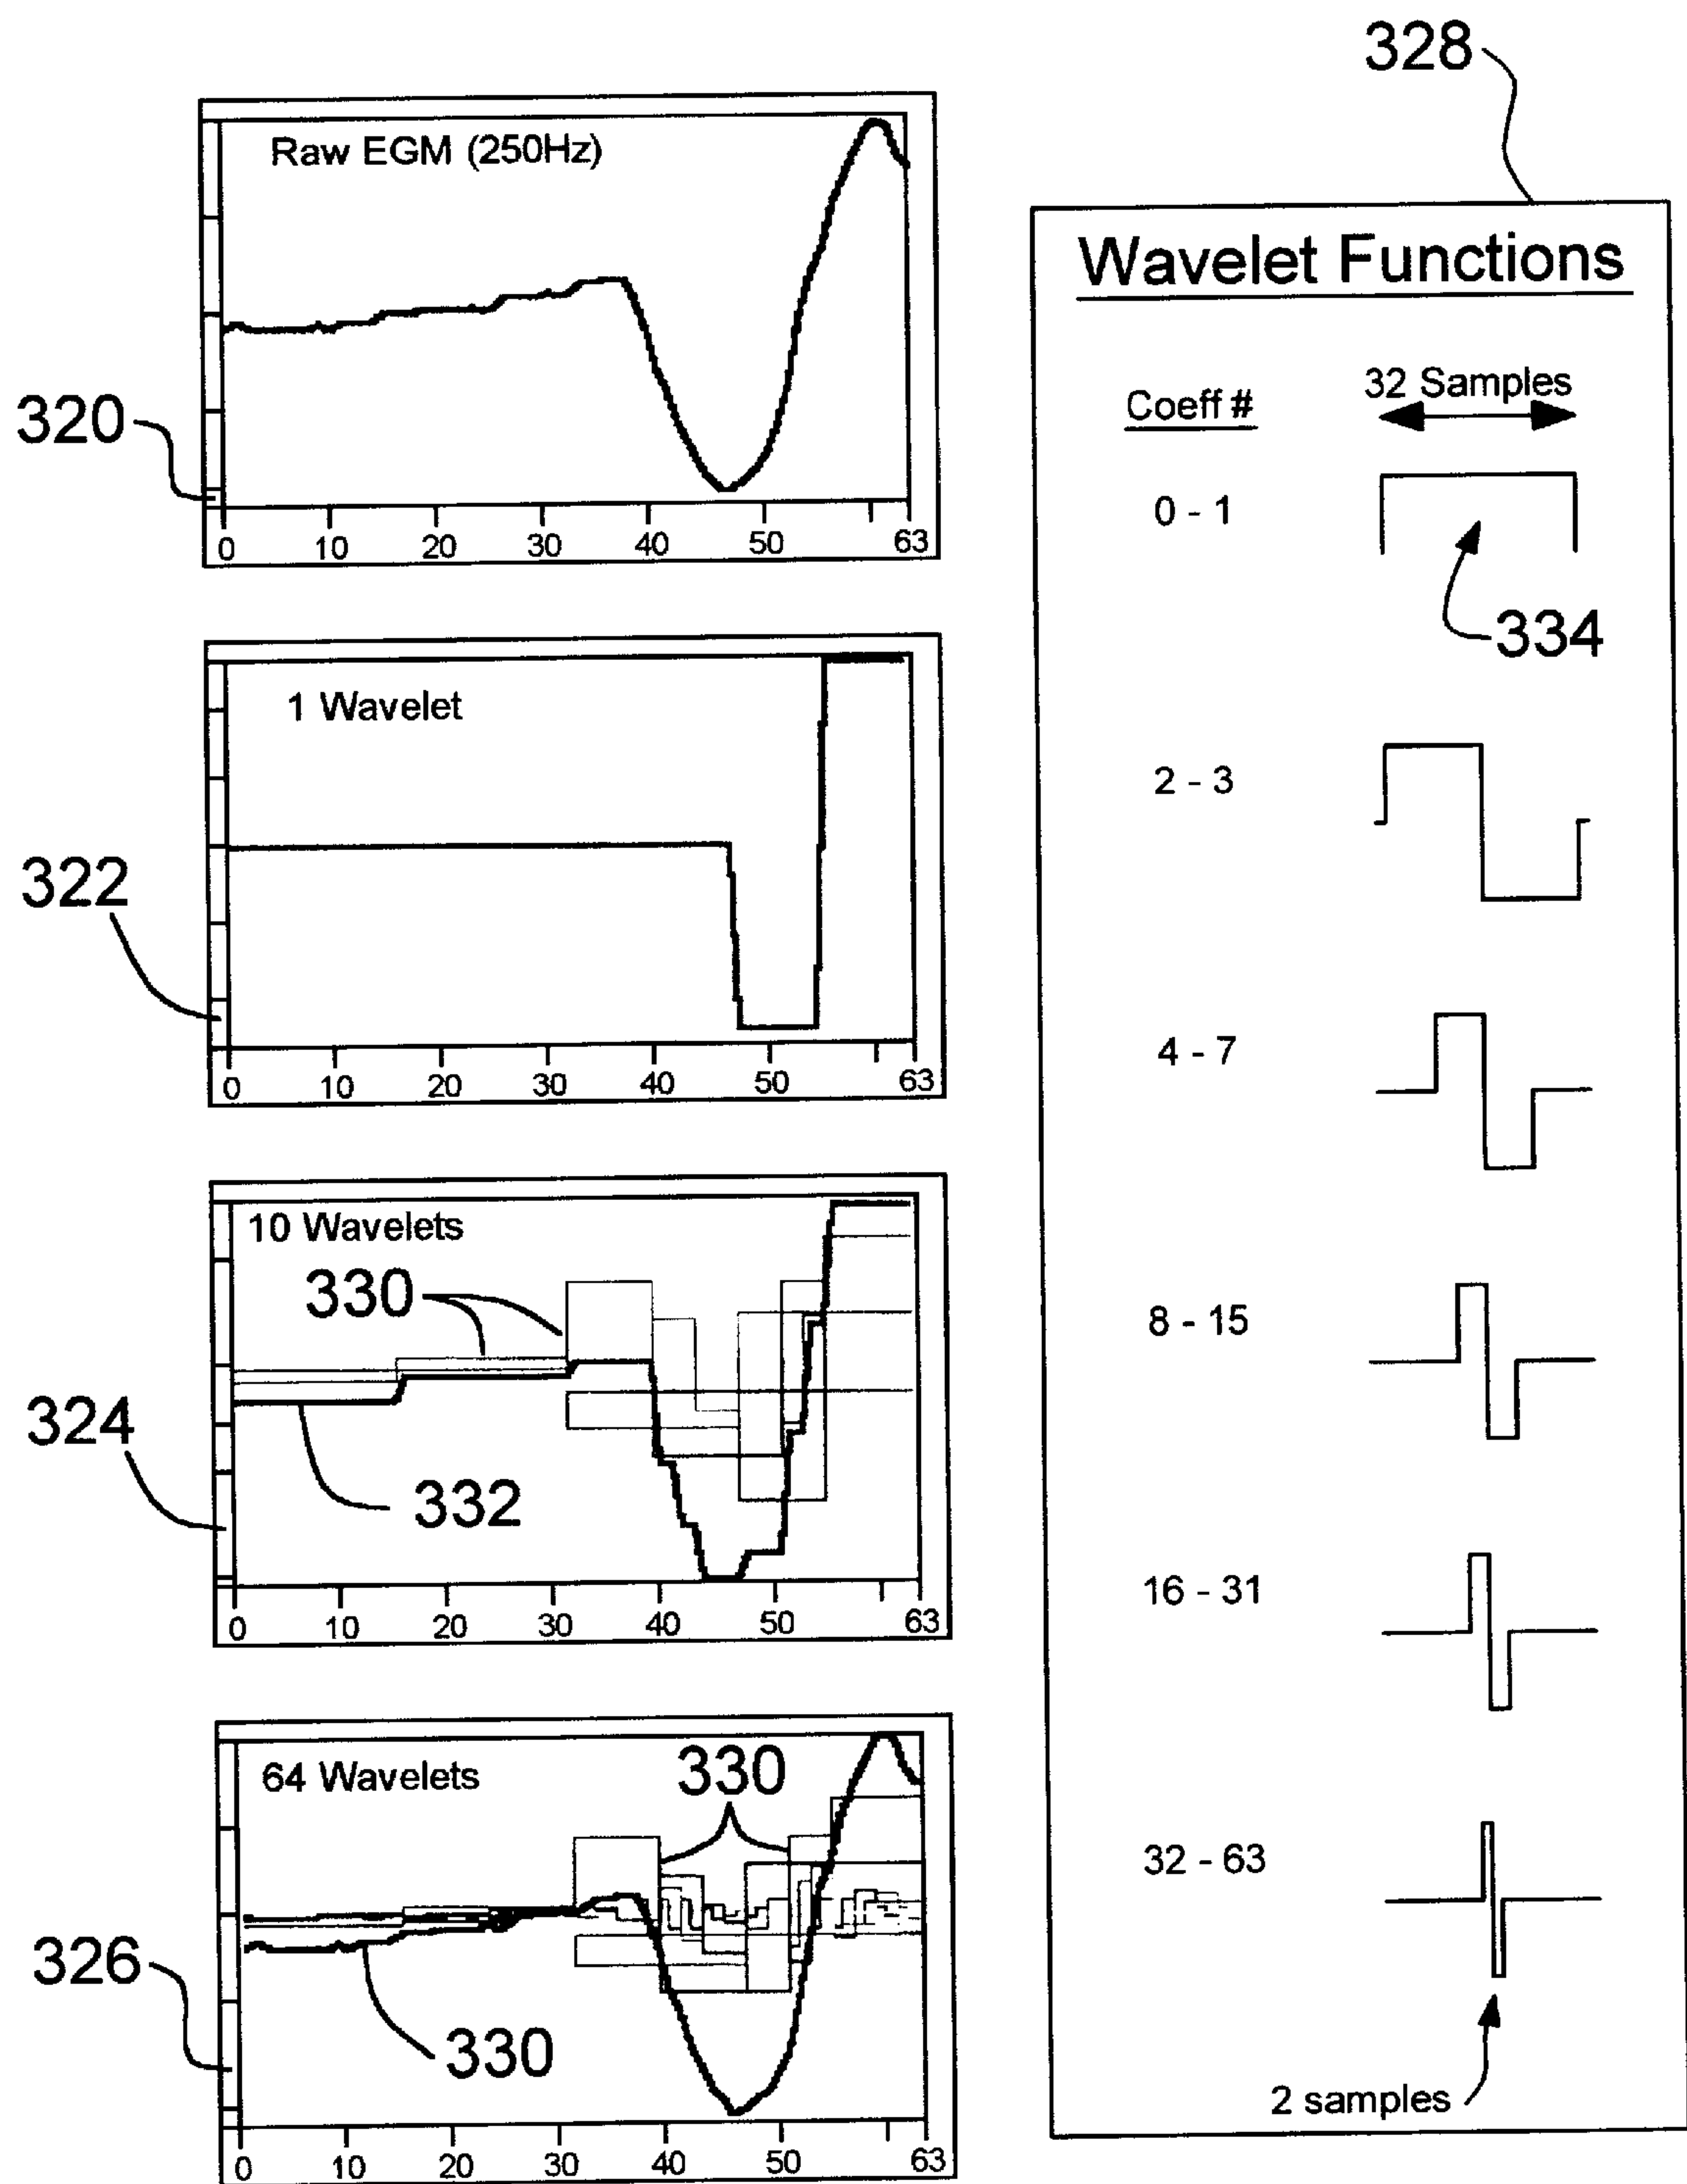 328
Raw EGM (250Hz)
320
0 10 20 30 40 50 63
1 Wavelet
322
0 10 20 30 40 50 63
10 Wavelets
330
324
332
0 10 20 30 40 50 63
64 Wavelets
330
326
330
0 10 20 30 40 50 63
Wavelet Functions
Coeff #
32 Samples
0 - 1
334
2 - 3
4 - 7
8 - 15
16 - 31
32 - 63
2 samples